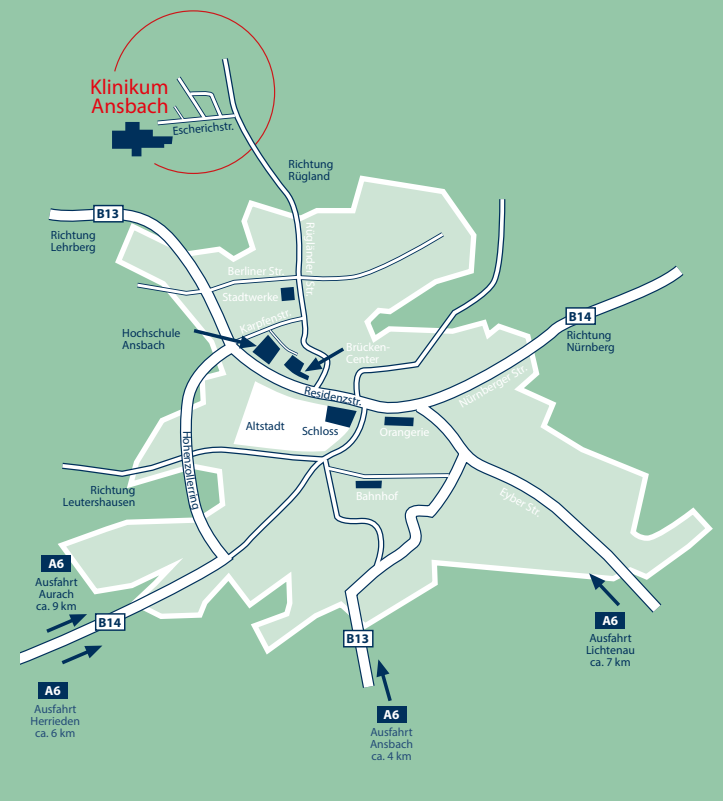 Klinikum
Ansbach
Escherichstr.
Richtung
Rügland
B13
Richtung
Lehrberg
Rügländer Str.
Berliner Str.
Stadtwerke
Karpfenstr.
Hochschule
Ansbach
Brücken-
Center
B14
Richtung
Nürnberg
Nürnberger Str.
Residenzstr.
Altstadt
Schloss
Orangerie
Hohenzollernring
Richtung
Leutershausen
Bahnhof
Eyber Str.
A6
Ausfahrt
Aurach
ca. 9 km
B14
A6
Ausfahrt
Lichtenau
ca. 7 km
B13
A6
Ausfahrt
Herrieden
ca. 6 km
A6
Ausfahrt
Ansbach
ca. 4 km